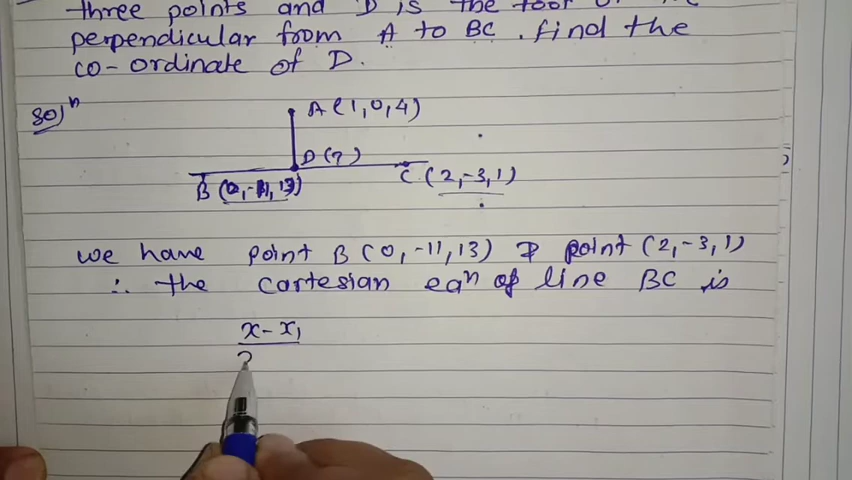 three points and D is the foot of
perpendicular from A to BC. find the
co-ordinate of D.
Solⁿ
A (1,0,4)
D (?)
B (0,-11,13)
C (2,-3,1)
we have point B (0,-11,13) & point (2,-3,1)
∴ the cartesian eqⁿ of line BC is
x-x₁